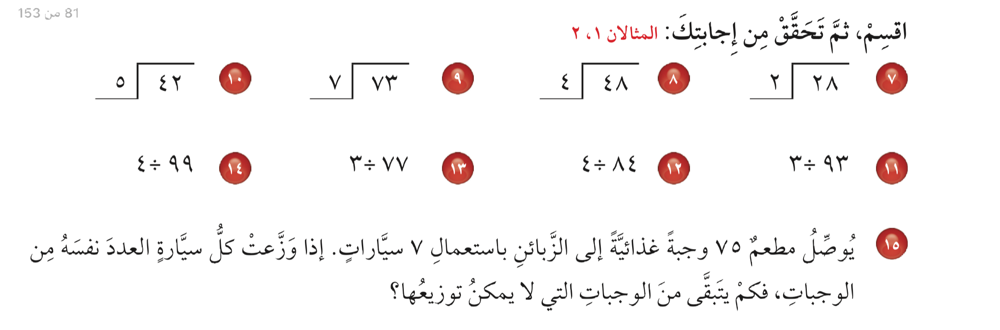 81 من 153
اقسِمْ، ثمَّ تَحَقَّقْ مِن إِجابتِكَ: المثالان ١، ٢
٧ ٢ ٢٨ ٨ ٤ ٤٨ ٩ ٧ ٧٣ ١٠ ٥ ٤٢
١١ ٩٣ ÷ ٣ ١٢ ٨٤ ÷ ٤ ١٣ ٧٧ ÷ ٣ ١٤ ٩٩ ÷ ٤
١٥ يُوصِّلُ مطعمٌ ٧٥ وجبةً غذائيَّةً إلى الزَّبائنِ باستعمالِ ٧ سيَّاراتٍ. إذا وَزَّعتْ كلُّ سيَّارةٍ العددَ نفسَهُ مِن
الوجباتِ، فكمْ يتَبقَّى منَ الوجباتِ التي لا يمكنُ توزيعُها؟